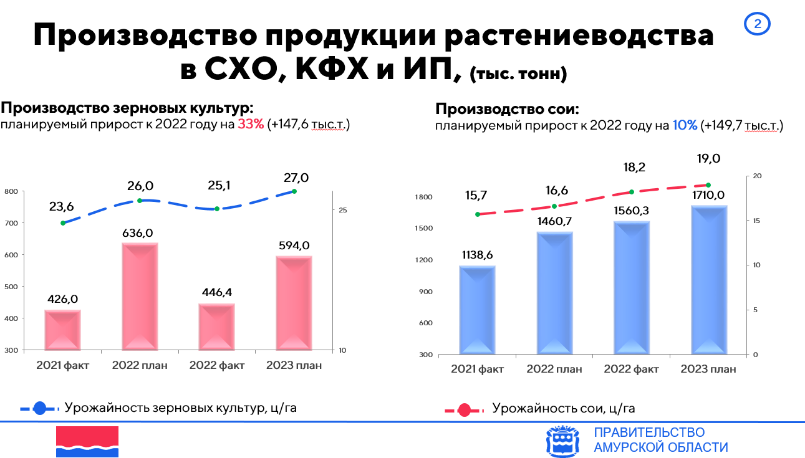 2
Производство продукции растениеводства
в СХО, КФХ и ИП, (тыс. тонн)
Производство зерновых культур:
планируемый прирост к 2022 году на 33% (+147,6 тыс.т.)
800
700
600
500
400
300
25
10
23,6
26,0
25,1
27,0
426,0
636,0
446,4
594,0
2021 факт
2022 план
2022 факт
2023 план
Урожайность зерновых культур, ц/га
Производство сои:
планируемый прирост к 2022 году на 10% (+149,7 тыс.т.)
1800
1500
1200
900
600
300
20
15
10
5
0
15,7
16,6
18,2
19,0
1138,6
1460,7
1560,3
1710,0
2021 факт
2022 план
2022 факт
2023 план
Урожайность сои, ц/га
ПРАВИТЕЛЬСТВО
АМУРСКОЙ ОБЛАСТИ